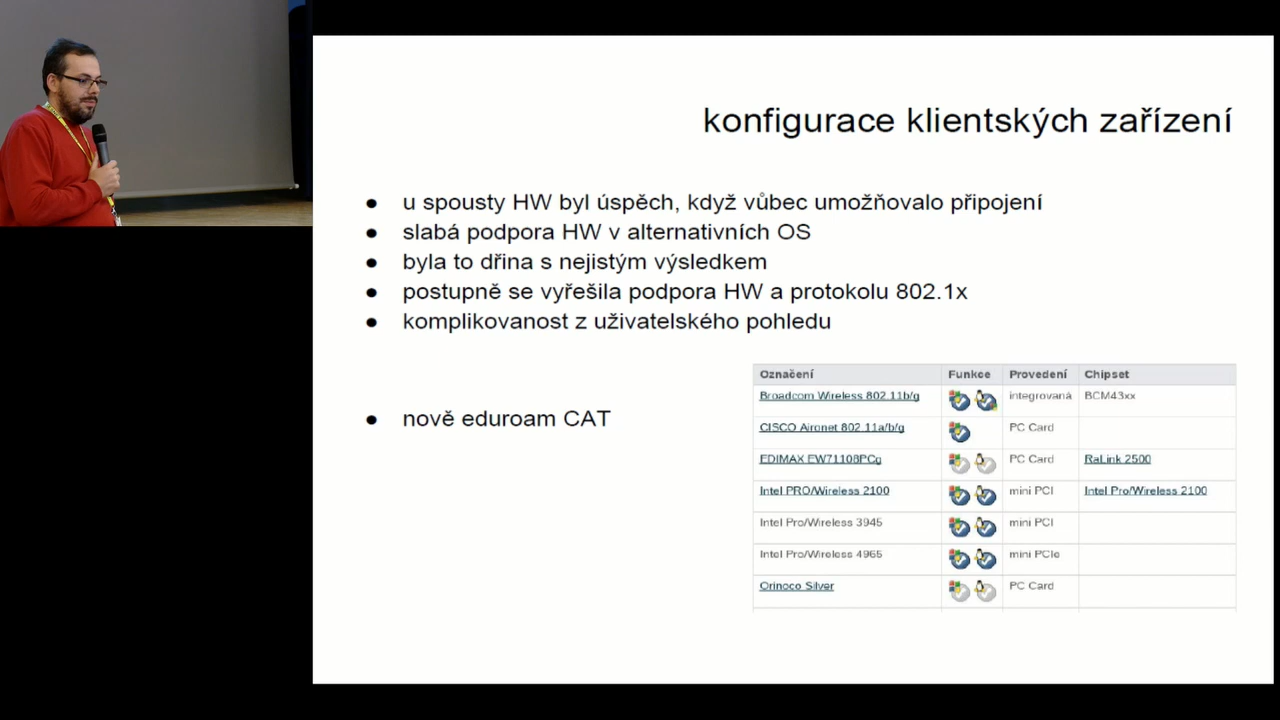 konfigurace klientských zařízení
● u spousty HW byl úspěch, když vůbec umožňovalo připojení
● slabá podpora HW v alternativních OS
● byla to dřina s nejistým výsledkem
● postupně se vyřešila podpora HW a protokolu 802.1x
● komplikovanost z uživatelského pohledu
● nově eduroam CAT
Označení Funkce Provedení Chipset
Broadcom Wireless 802.11b/g integrovaná BCM43xx
CISCO Aironet 802.11a/b/g PC Card
EDIMAX EW7108PCg PC Card RaLink 2500
Intel PRO/Wireless 2100 mini PCI Intel Pro/Wireless 2100
Intel Pro/Wireless 3945 mini PCI
Intel Pro/Wireless 4965 mini PCIe
Orinoco Silver PC Card